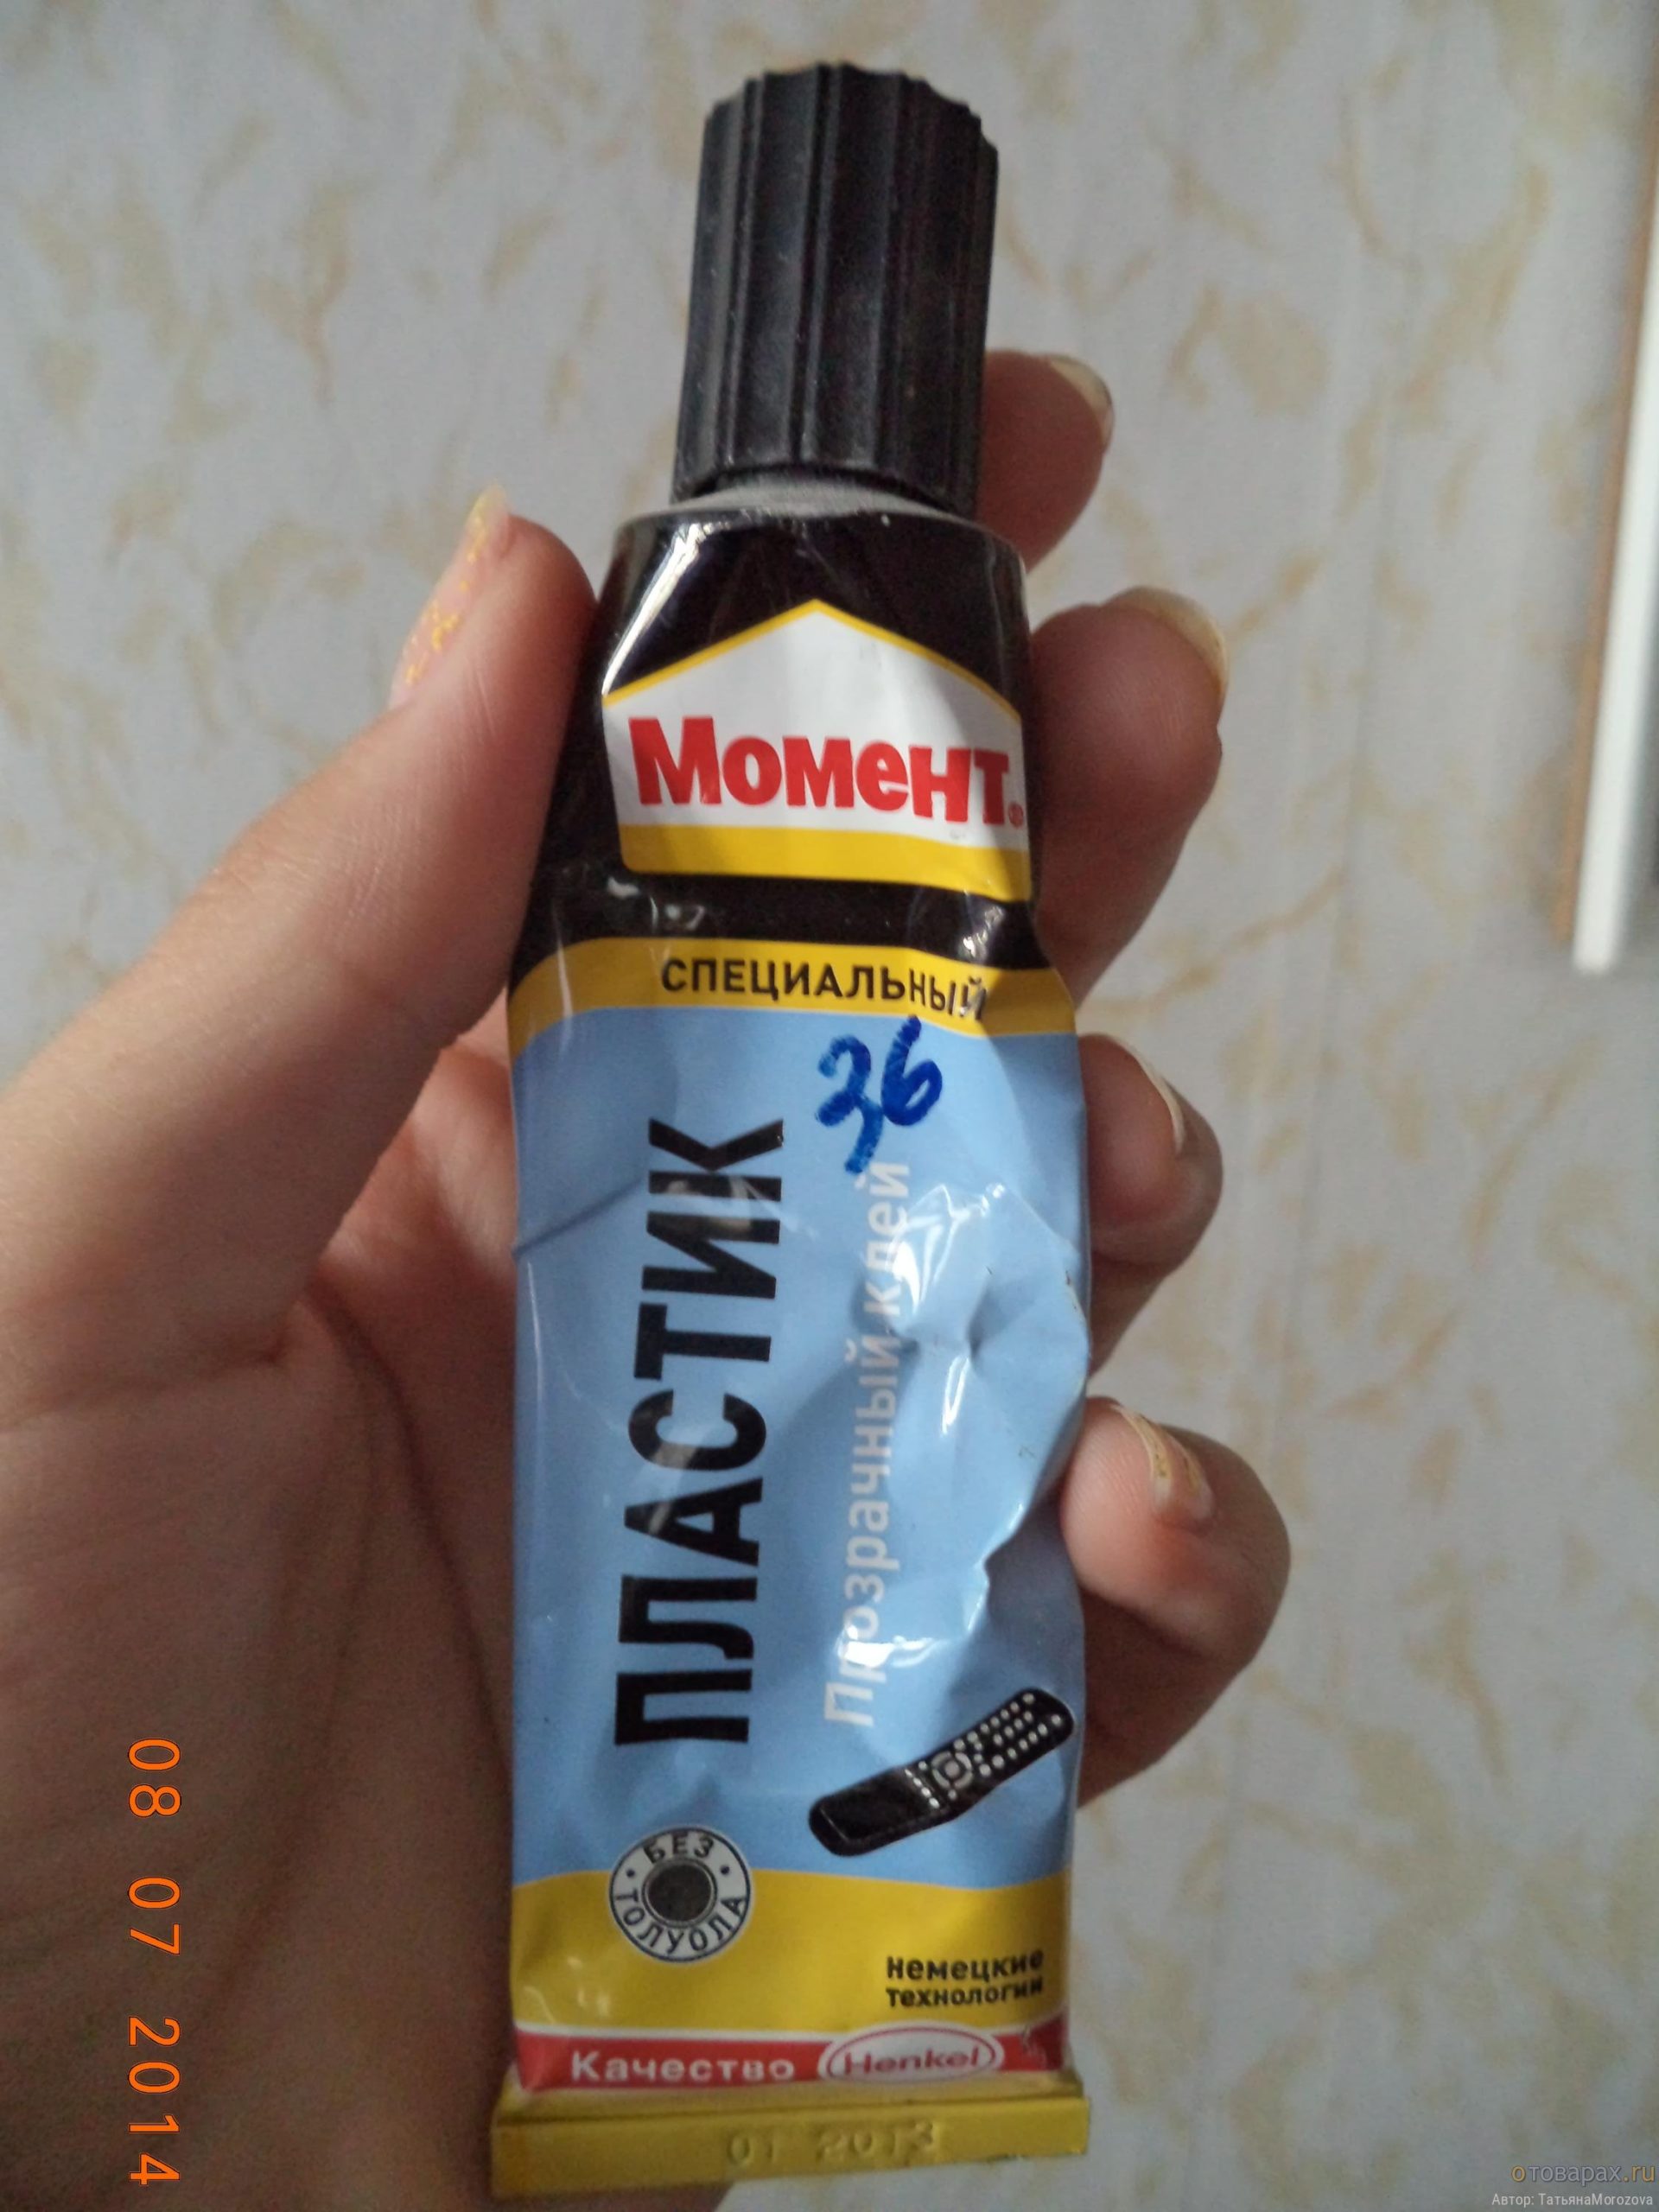 Момент
СПЕЦИАЛЬНЫЙ
36
ПЛАСТИК
Прозрачный клей
БЕЗ
ТОЛУОЛА
немецкие
технологии
Качество Henkel
01 2013
08 07 2014
отоварах.ru
Автор: ТатьянаMorozova